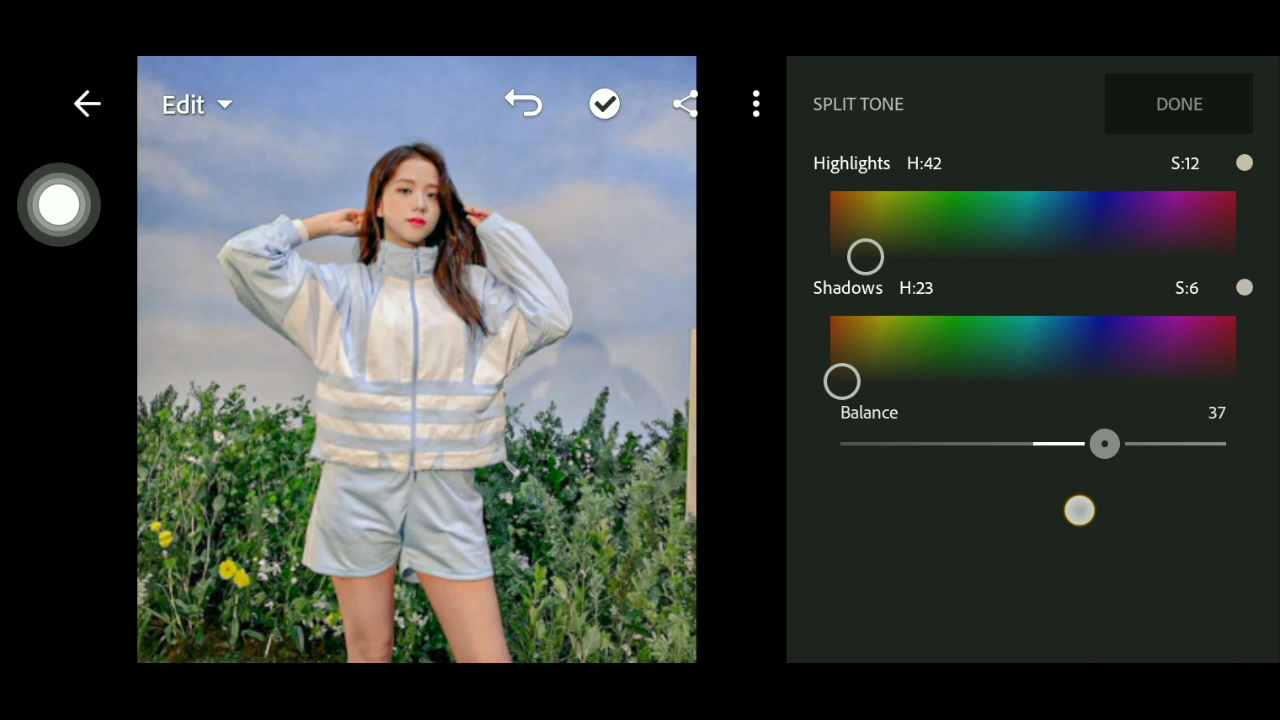 Edit
SPLIT TONE
DONE
Highlights H:42 S:12
Shadows H:23 S:6
Balance 37